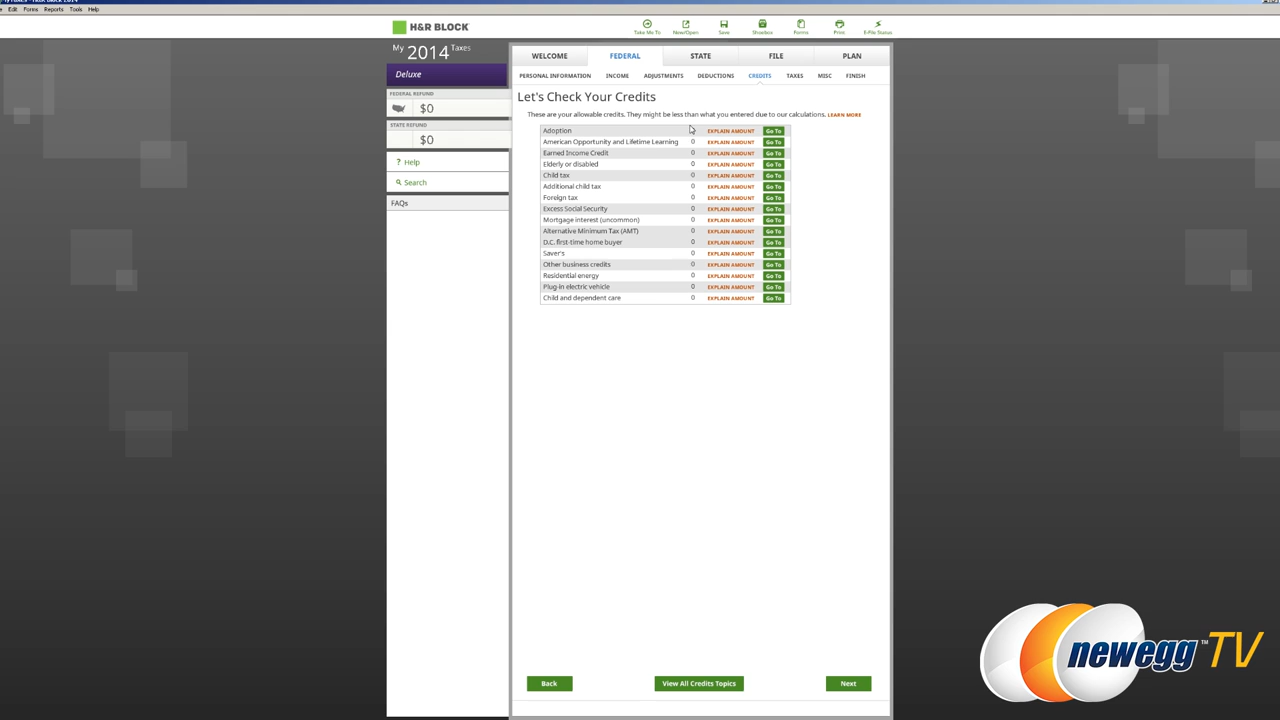 Edit Forms Reports Tools Help
H&R BLOCK
Take Me To
New/Open
Save
Shoebox
Forms
Print
E-File Status
My 2014 Taxes
Deluxe
FEDERAL REFUND
$0
STATE REFUND
$0
? Help
Search
FAQs
WELCOME FEDERAL STATE FILE PLAN
PERSONAL INFORMATION INCOME ADJUSTMENTS DEDUCTIONS CREDITS TAXES MISC FINISH
Let's Check Your Credits
These are your allowable credits. They might be less than what you entered due to our calculations. LEARN MORE
Adoption EXPLAIN AMOUNT Go To
American Opportunity and Lifetime Learning 0 EXPLAIN AMOUNT Go To
Earned Income Credit 0 EXPLAIN AMOUNT Go To
Elderly or disabled 0 EXPLAIN AMOUNT Go To
Child tax 0 EXPLAIN AMOUNT Go To
Additional child tax 0 EXPLAIN AMOUNT Go To
Foreign tax 0 EXPLAIN AMOUNT Go To
Excess Social Security 0 EXPLAIN AMOUNT Go To
Mortgage interest (uncommon) 0 EXPLAIN AMOUNT Go To
Alternative Minimum Tax (AMT) 0 EXPLAIN AMOUNT Go To
D.C. first-time home buyer 0 EXPLAIN AMOUNT Go To
Saver's 0 EXPLAIN AMOUNT Go To
Other business credits 0 EXPLAIN AMOUNT Go To
Residential energy 0 EXPLAIN AMOUNT Go To
Plug-in electric vehicle 0 EXPLAIN AMOUNT Go To
Child and dependent care 0 EXPLAIN AMOUNT Go To
Back
View All Credits Topics
Next
newegg™ TV